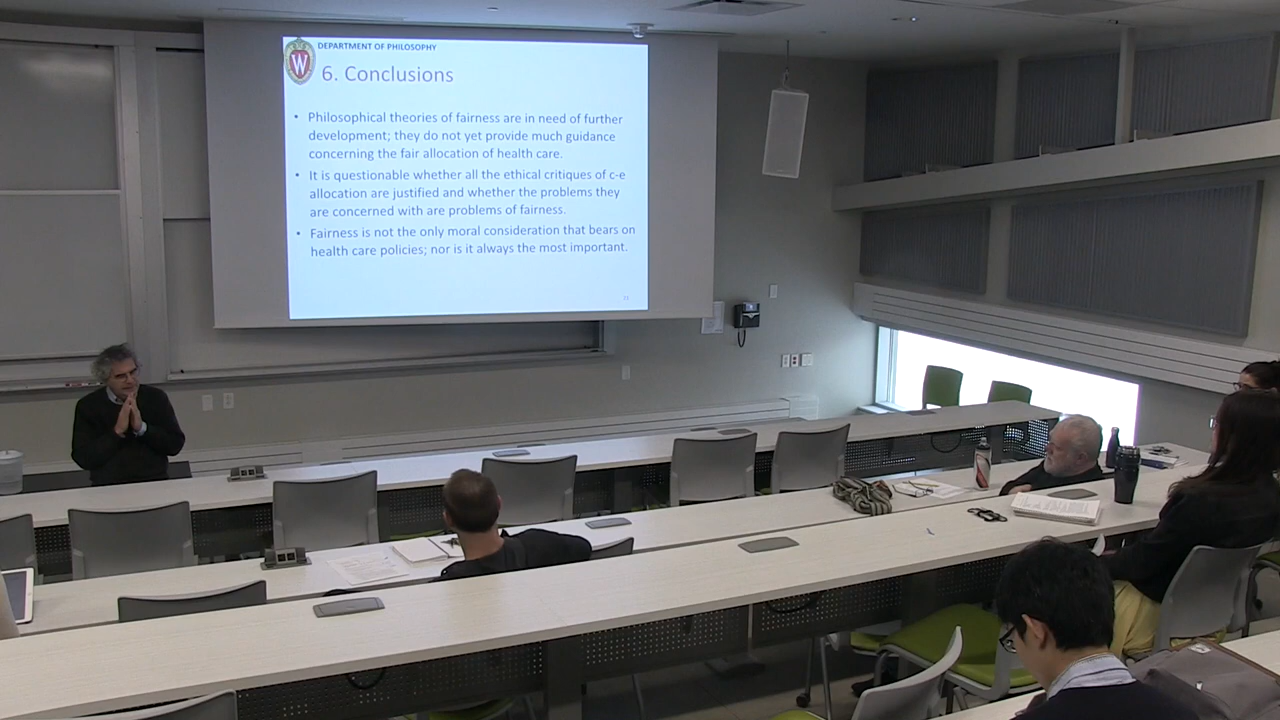 DEPARTMENT OF PHILOSOPHY
W
6. Conclusions
• Philosophical theories of fairness are in need of further
development; they do not yet provide much guidance
concerning the fair allocation of health care.
• It is questionable whether all the ethical critiques of c-e
allocation are justified and whether the problems they
are concerned with are problems of fairness.
• Fairness is not the only moral consideration that bears on
health care policies; nor is it always the most important.